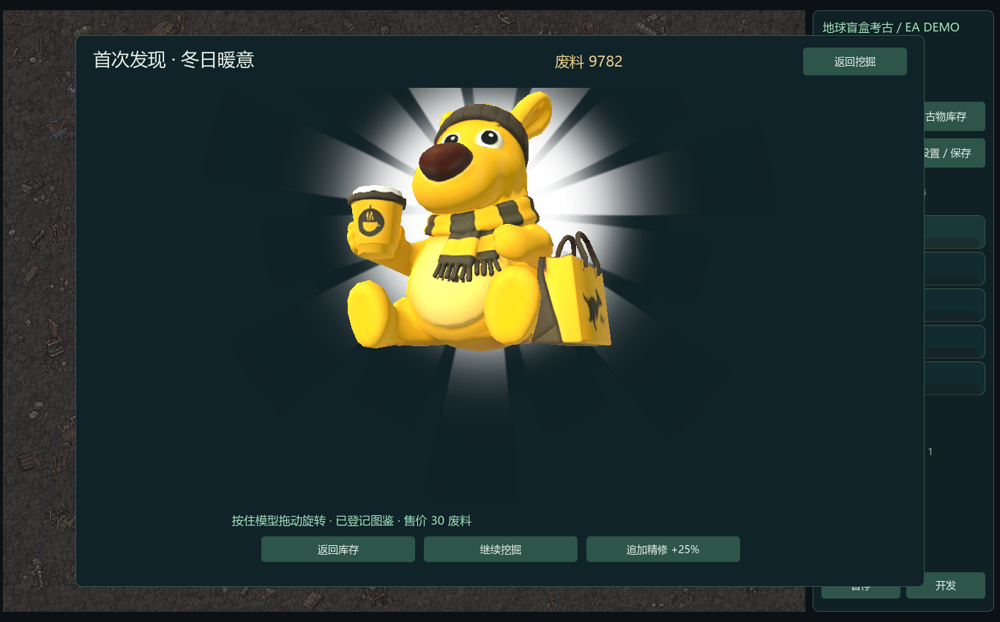 地球盲盒考古 / EA DEMO
首次发现 · 冬日暖意
废料 9782
返回挖掘
古物库存
设置 / 保存
1
按住模型拖动旋转 · 已登记图鉴 · 售价 30 废料
返回库存
继续挖掘
追加精修 +25%
暂停
开发